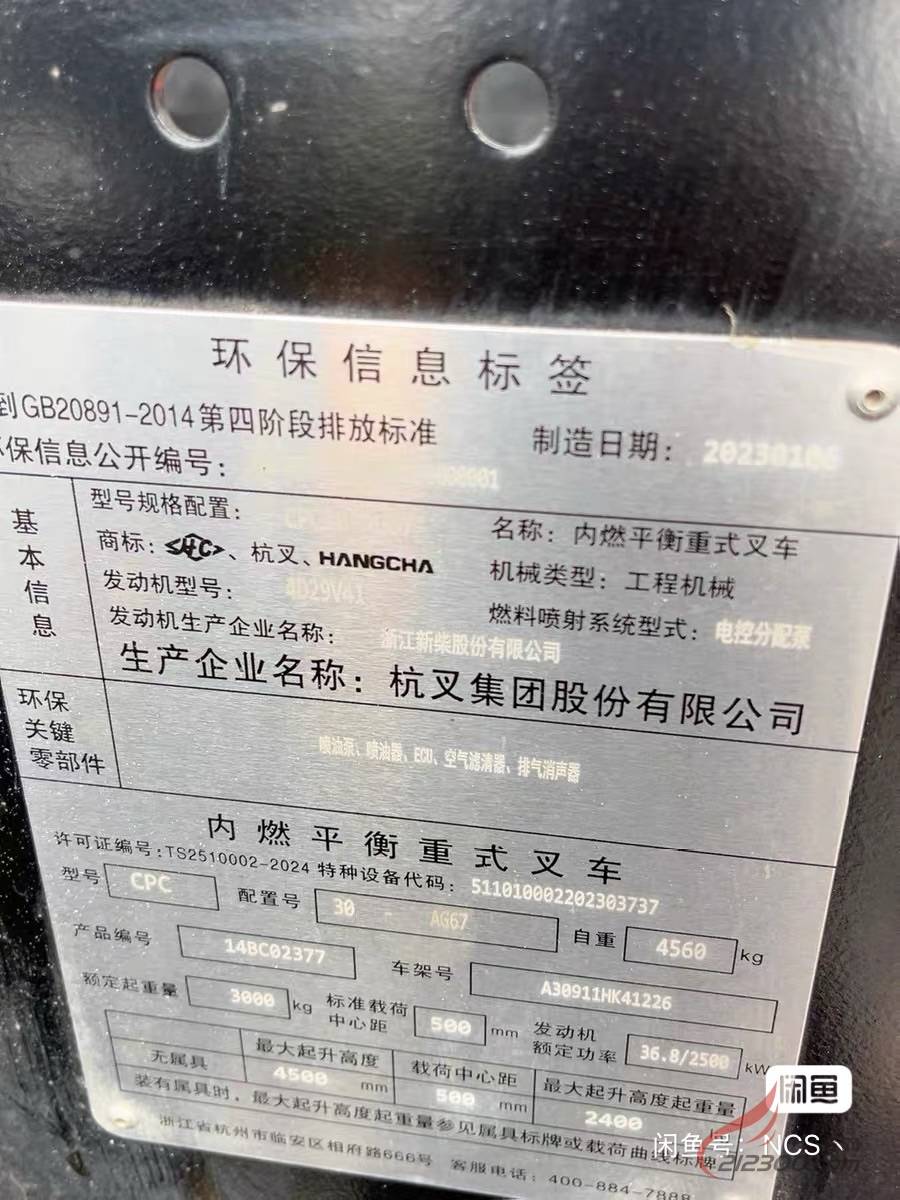 环保信息标签
到GB20891-2014第四阶段排放标准
制造日期：
保信息公开编号：
基本信息
型号规格配置：
名称：内燃平衡重式叉车
商标：<HC>、杭叉、HANGCHA
机械类型：工程机械
发动机型号：4D29V41
燃料喷射系统型式：电控分配泵
发动机生产企业名称：浙江新柴股份有限公司
生产企业名称：杭叉集团股份有限公司
环保关键零部件
喷油泵、喷油器、ECU、空气滤清器、排气消声器
内燃平衡重式叉车
许可证编号:TS2510002-2024 特种设备代码：511010002202303737
型号 CPC 配置号 30 - AG67 自重 4560 kg
产品编号 14BC02377 车架号 A30911HK41226
额定起重量 3000 kg 标准载荷中心距 500 mm 发动机额定功率 36.8/2500 kW
无属具 最大起升高度 4500 mm 载荷中心距 500 mm 最大起升高度起重量 2400
装有属具时，最大起升高度起重量参见属具标牌或载荷曲线标牌
浙江省杭州市临安区相府路666号 客服电话：400-884-7888
闲鱼
闲鱼号：NCS丶